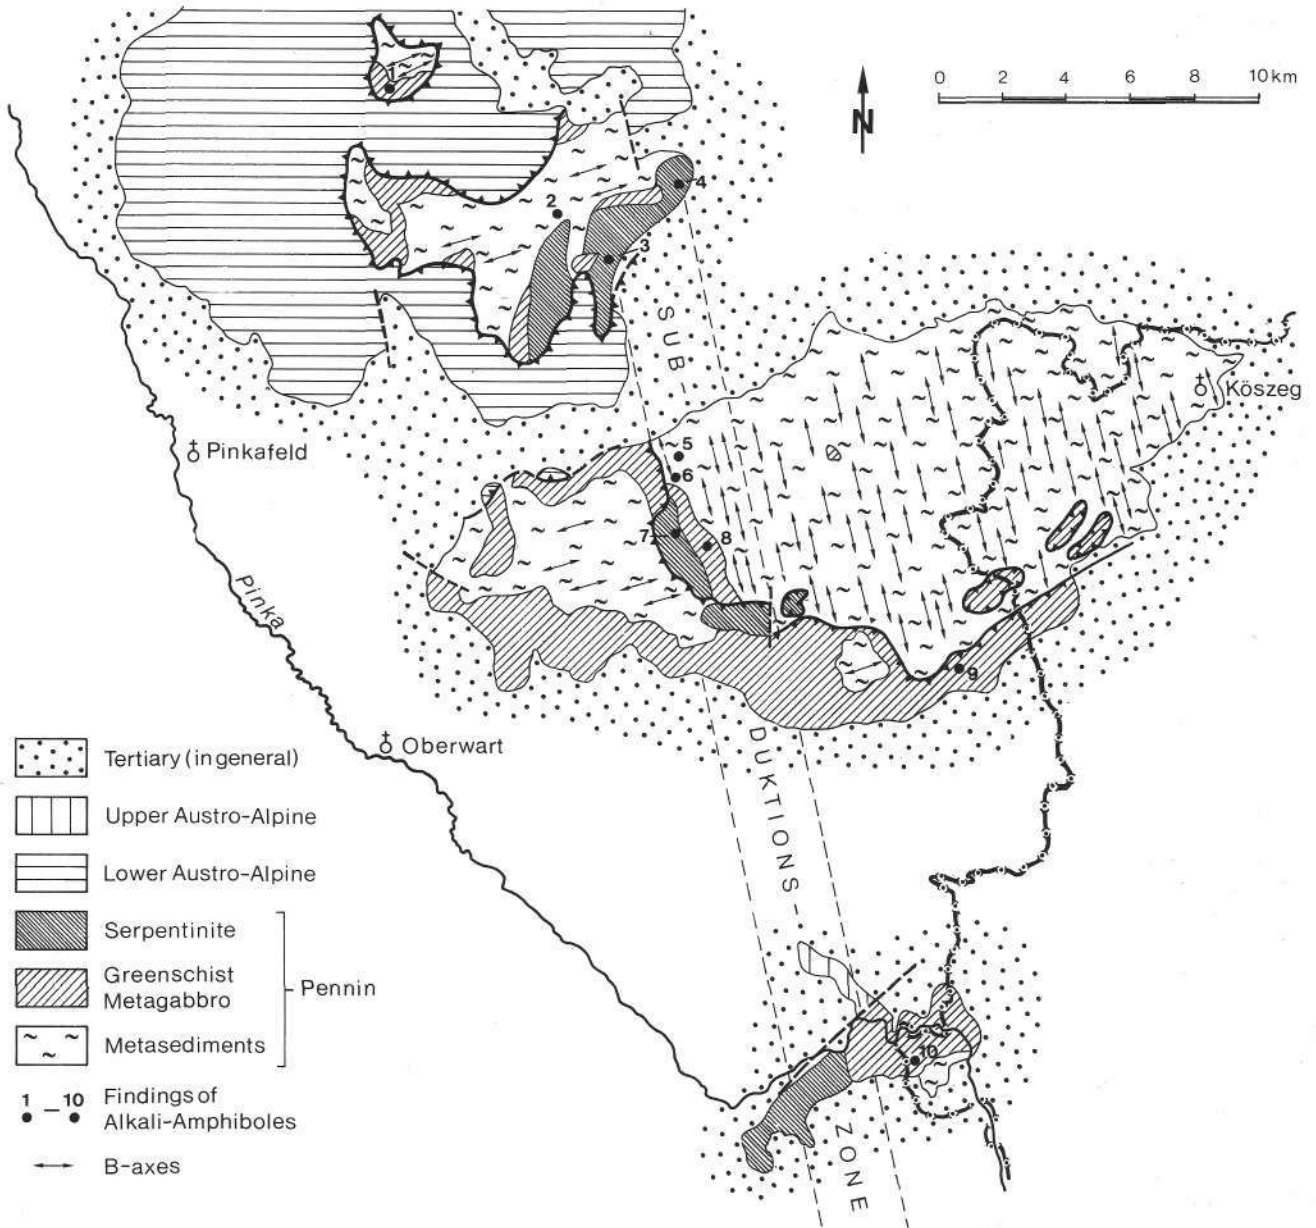 0 2 4 6 8 10 km
N
1
2
4
3
SUB-
Köszeg
Pinkafeld
5
6
7
8
Pinka
9
Oberwart
DUKTIONS-
10
ZONE
Tertiary (in general)
Upper Austro-Alpine
Lower Austro-Alpine
Serpentinite
Greenschist
Metagabbro
Pennin
Metasediments
1 – 10 Findings of
Alkali-Amphiboles
B-axes